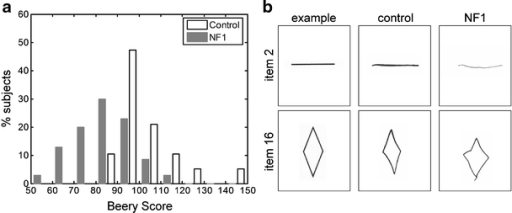 a
60
50
40
30
20
10
0
% subjects
Control
NF1
50 60 70 80 90 100 110 120 130 140 150
Beery Score
b
example control NF1
item 2
item 16